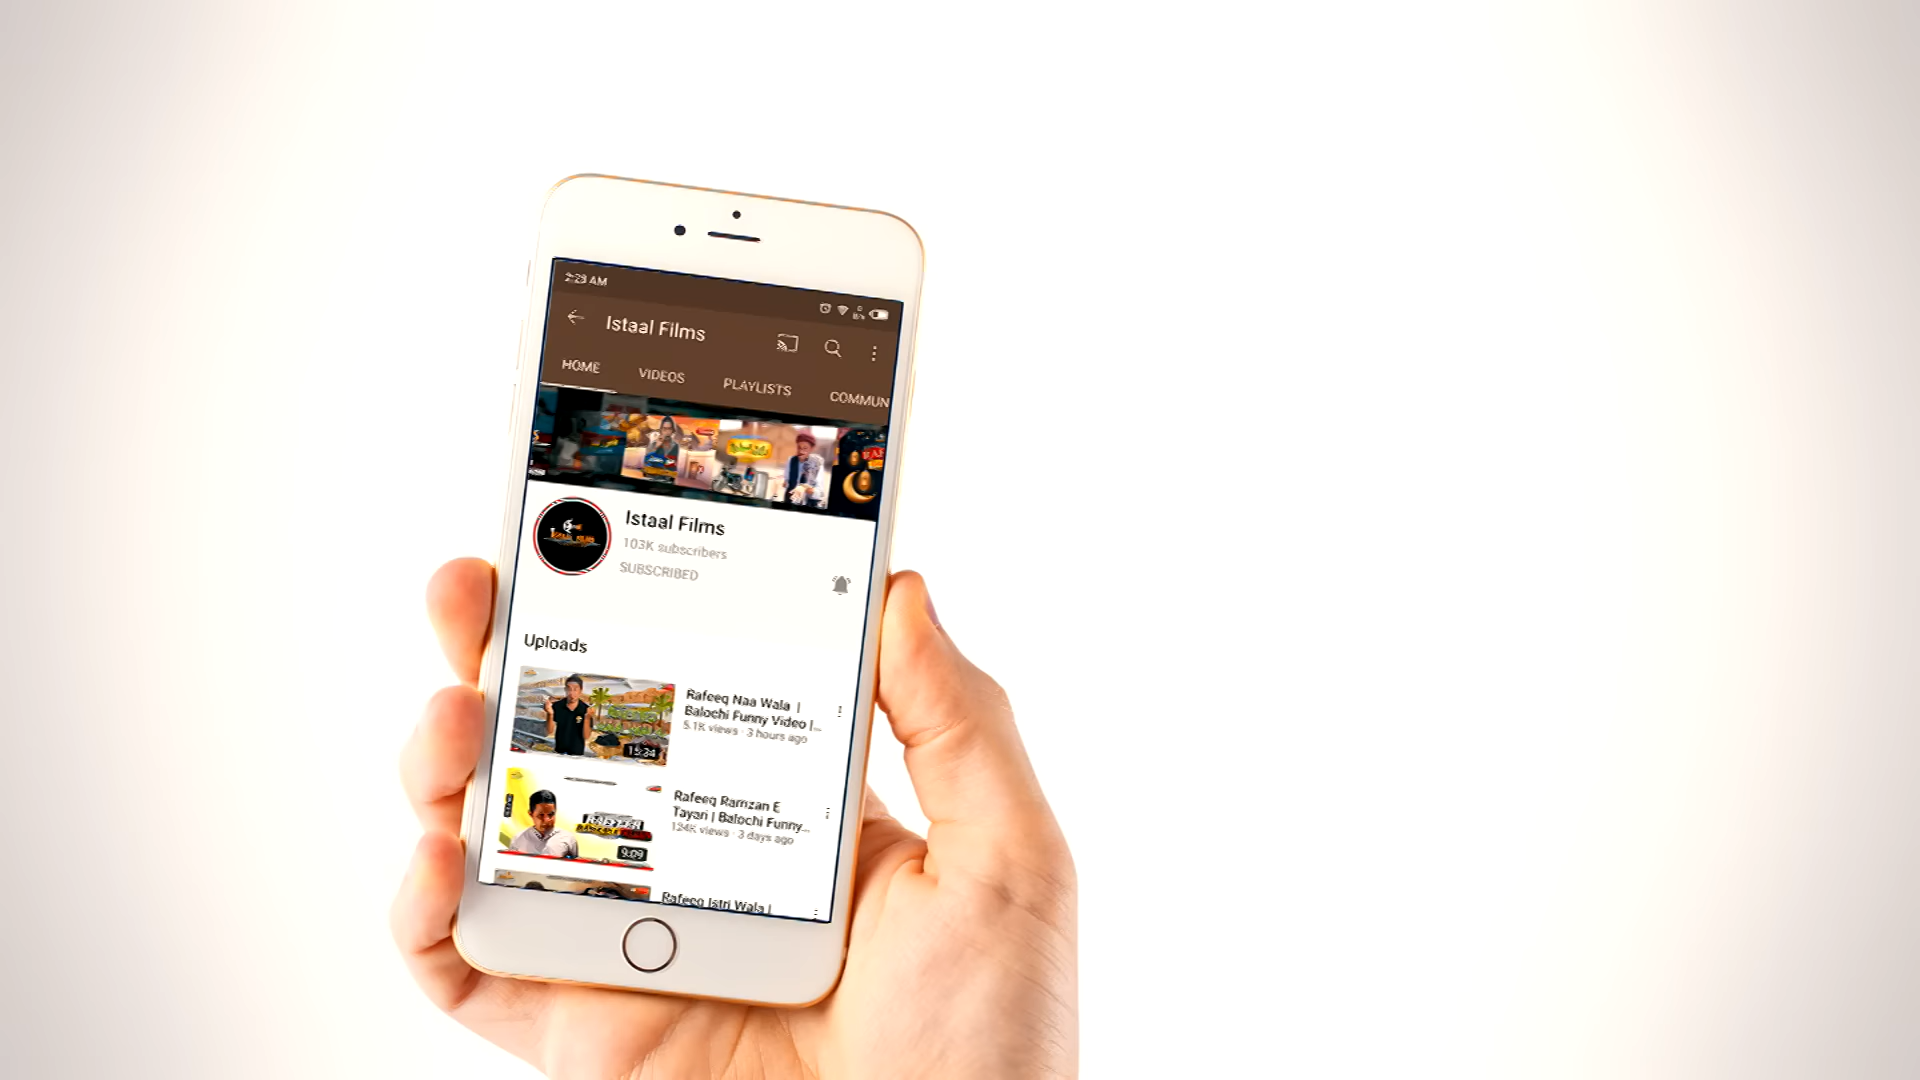 2:23 AM
Istaal Films
HOME VIDEOS PLAYLISTS COMMUN
Istaal Films
103K subscribers
SUBSCRIBED
Uploads
Rafeeq Naa Wala |
Balochi Funny Video |...
5.1K views · 3 hours ago
15:34
Rafeeq Ramzan E
Tayari | Balochi Funny...
124K views · 3 days ago
9:09
Rafeeq Istri Wala |